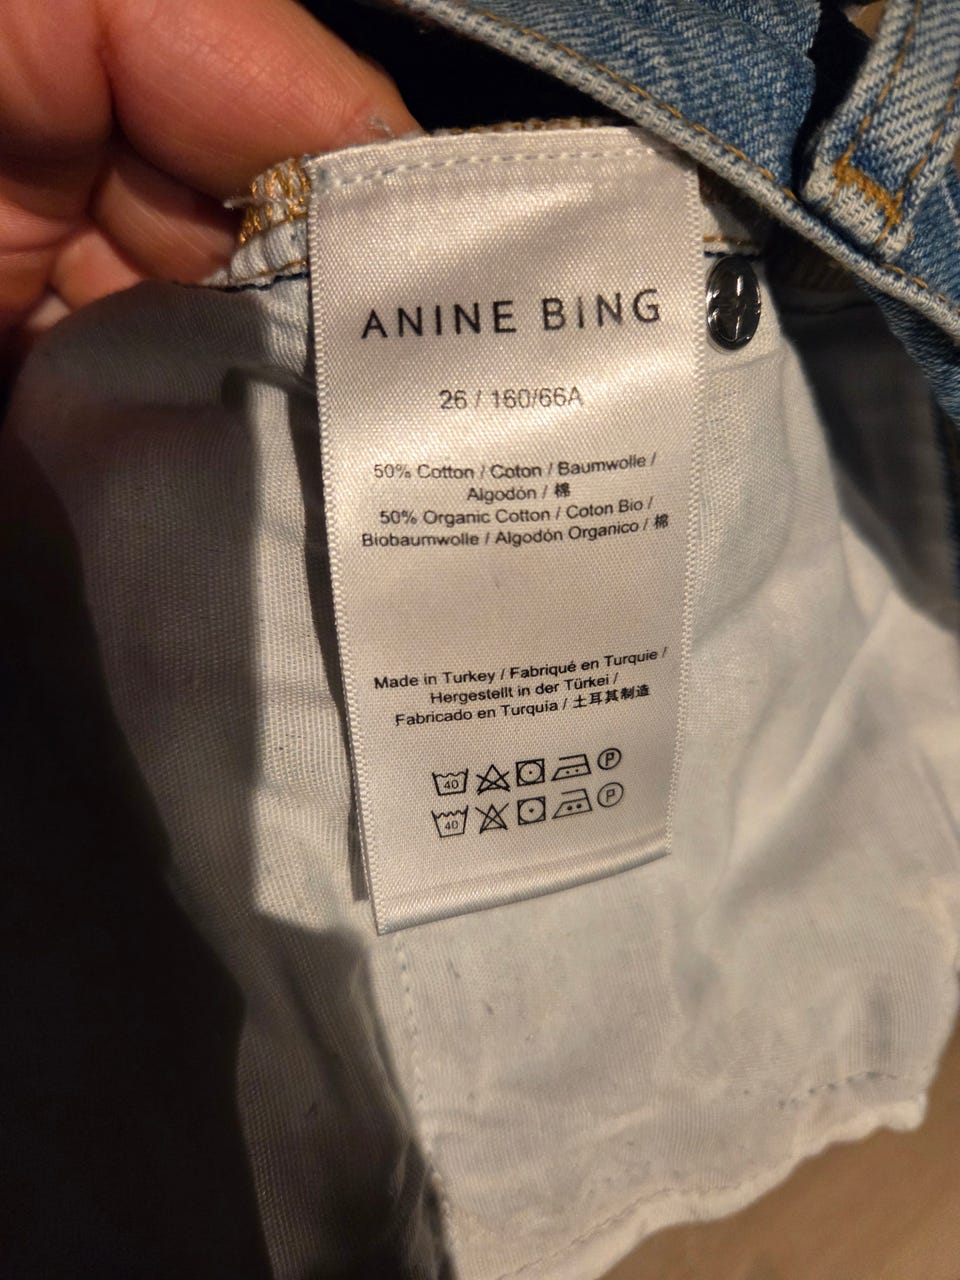 ANINE BING
26 / 160/66A
50% Cotton / Coton / Baumwolle /
Algodón / 棉
50% Organic Cotton / Coton Bio /
Biobaumwolle / Algodón Organico / 棉
Made in Turkey / Fabriqué en Turquie /
Hergestellt in der Türkei /
Fabricado en Turquía / 土耳其制造
40 P
40 P